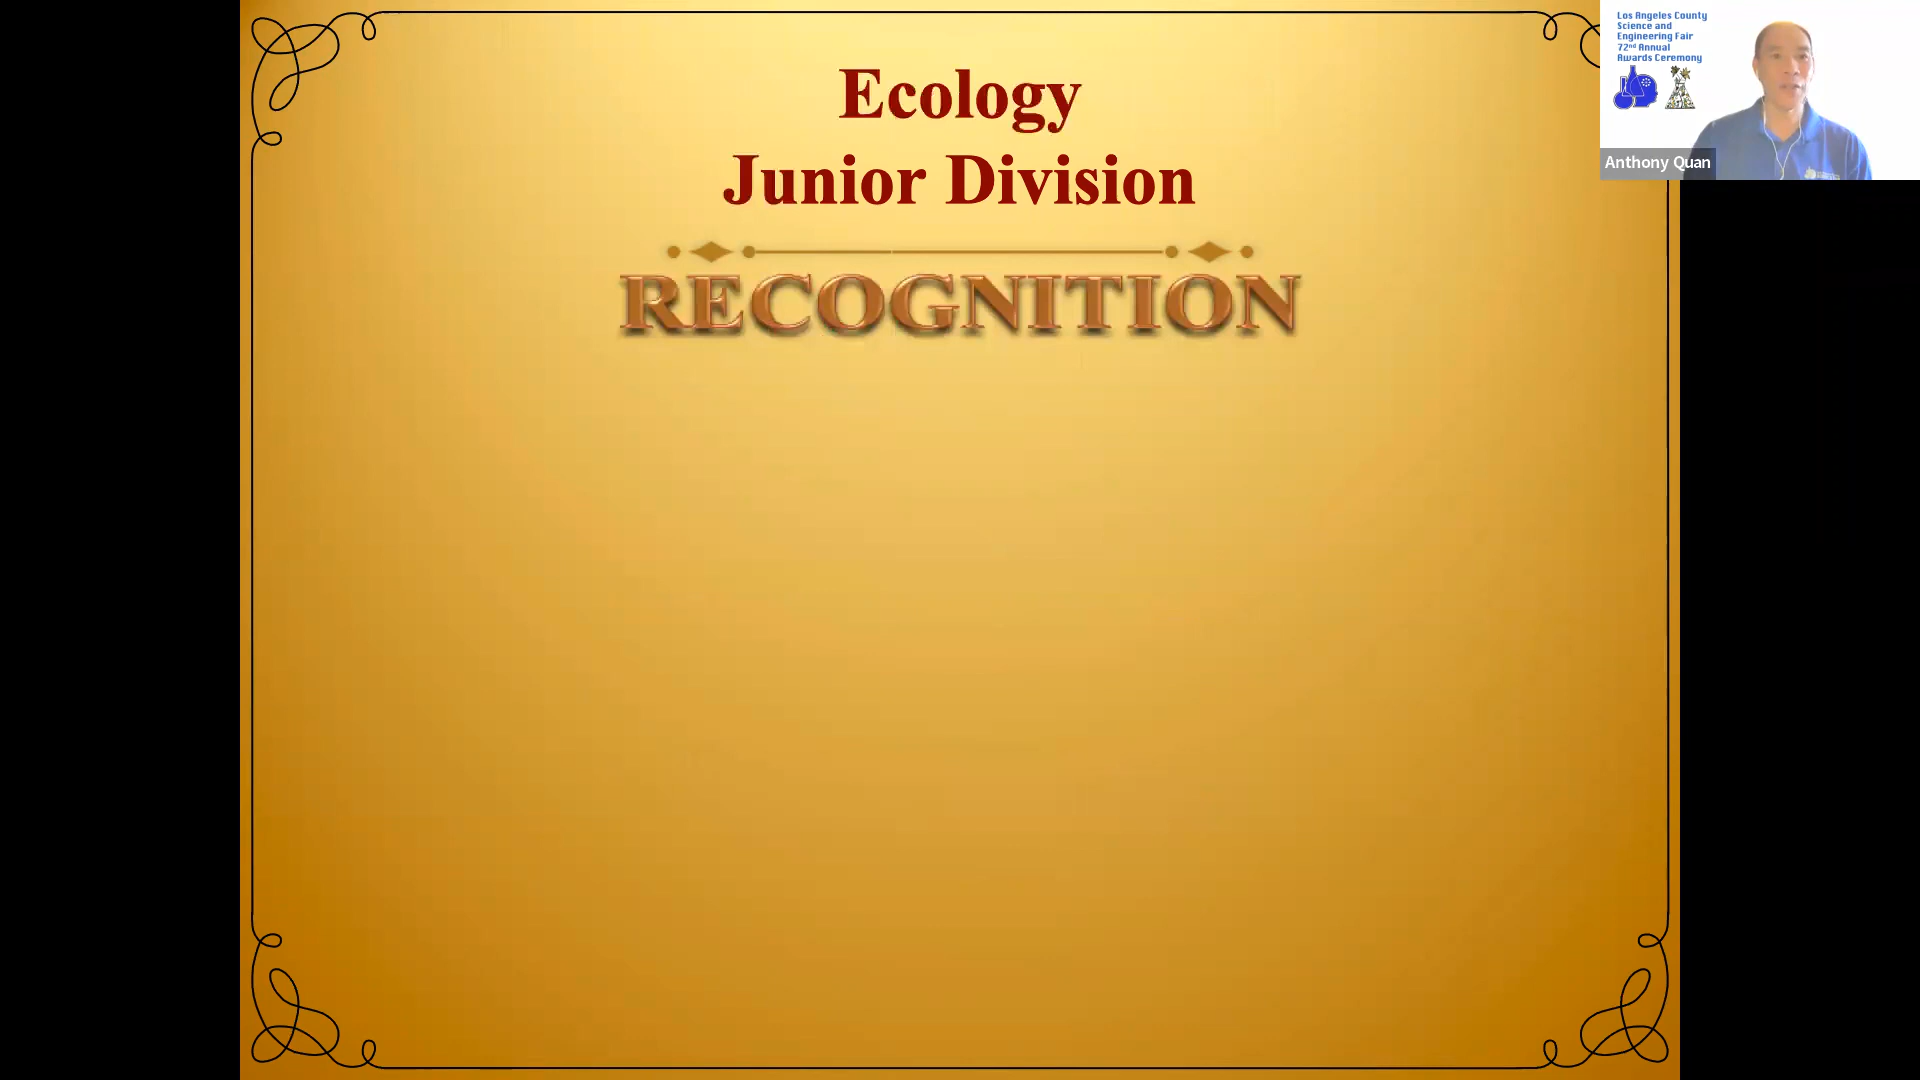 Ecology
Junior Division
RECOGNITION
Los Angeles County
Science and
Engineering Fair
72nd Annual
Awards Ceremony
Anthony Quan